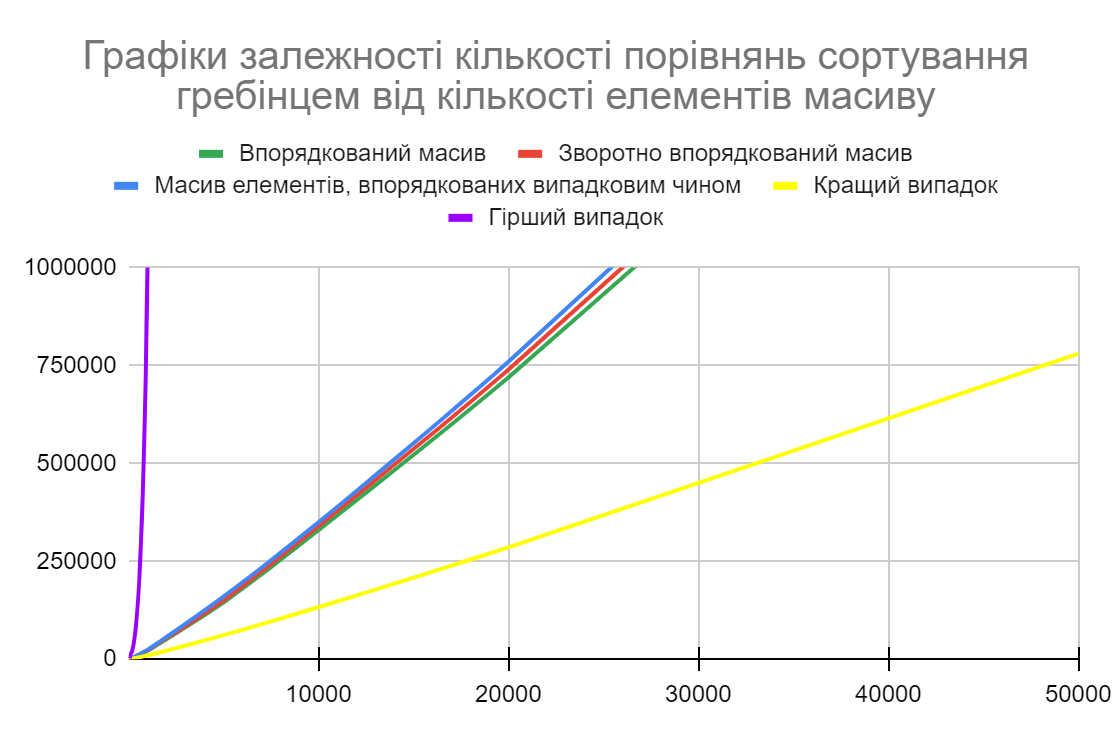 Графіки залежності кількості порівнянь сортування
гребінцем від кількості елементів масиву
Впорядкований масив
Зворотно впорядкований масив
Масив елементів, впорядкованих випадковим чином
Кращий випадок
Гірший випадок
1000000
750000
500000
250000
0
10000
20000
30000
40000
50000